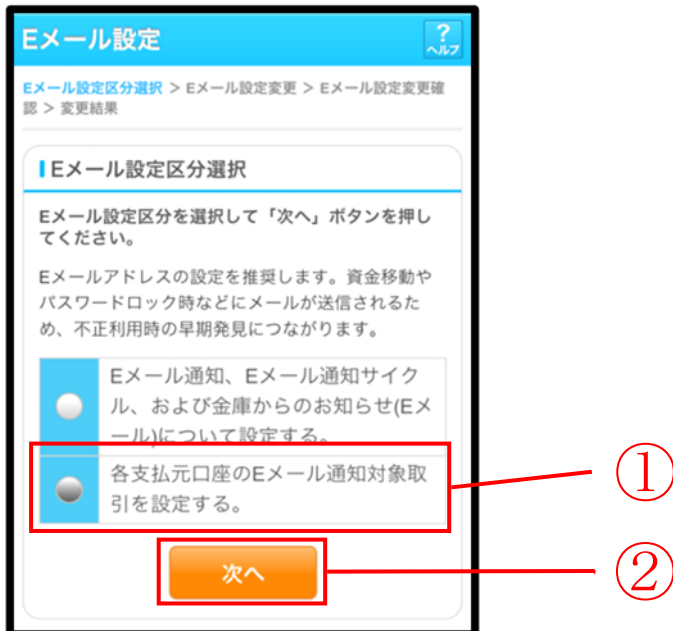 Eメール設定
?
ヘルプ
Eメール設定区分選択 > Eメール設定変更 > Eメール設定変更確
認 > 変更結果
Eメール設定区分選択
Eメール設定区分を選択して「次へ」ボタンを押し
てください。
Eメールアドレスの設定を推奨します。資金移動や
パスワードロック時などにメールが送信されるた
め、不正利用時の早期発見につながります。
Eメール通知、Eメール通知サイク
ル、および金庫からのお知らせ(Eメ
ール)について設定する。
各支払元口座のEメール通知対象取
引を設定する。
①
次へ
②